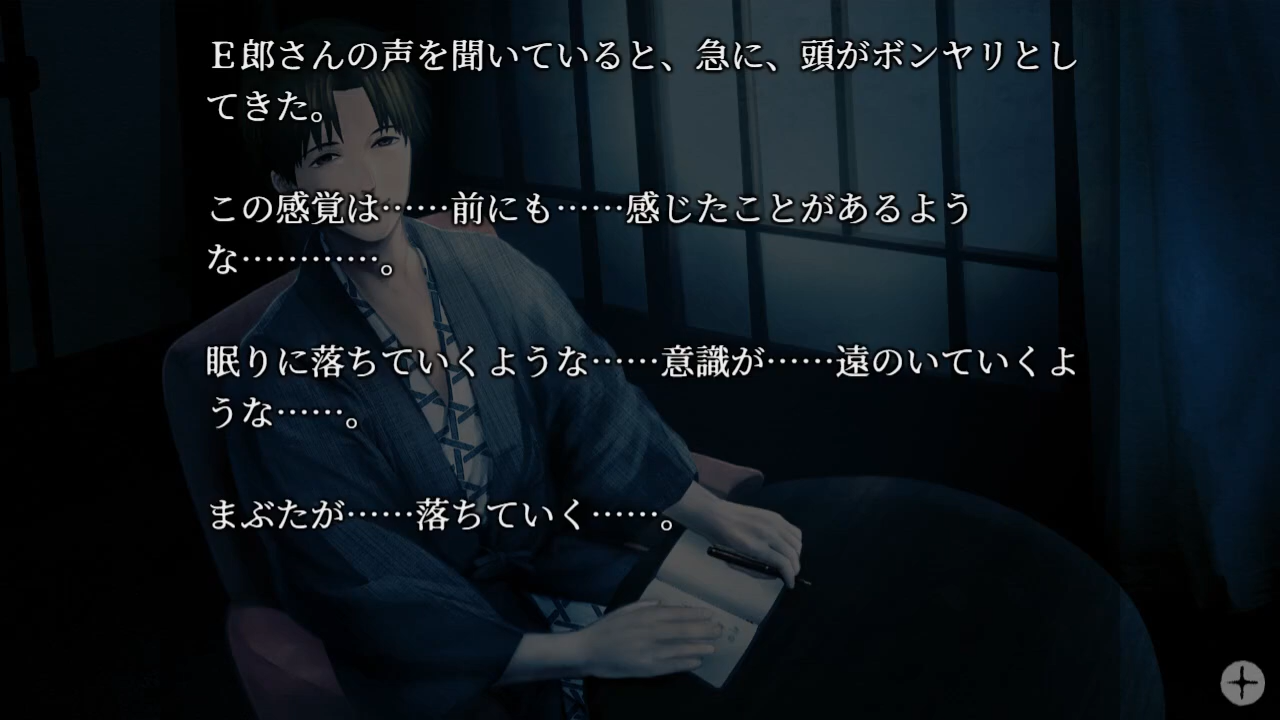 Ｅ郎さんの声を聞いていると、急に、頭がボンヤリとし
てきた。
この感覚は……前にも……感じたことがあるよう
な…………。
眠りに落ちていくような……意識が……遠のいていくよ
うな……。
まぶたが……落ちていく……。